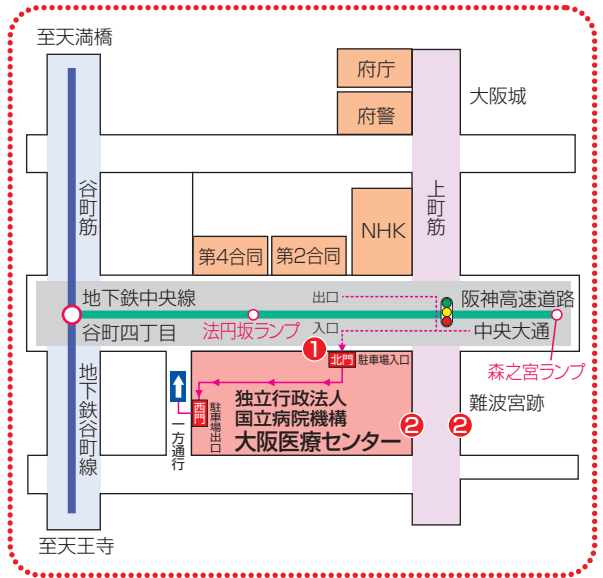 至天満橋
府庁
府警
大阪城
谷町筋
上町筋
NHK
第4合同
第2合同
地下鉄中央線
出口
阪神高速道路
谷町四丁目
法円坂ランプ
入口
中央大通
森之宮ランプ
1
北門
駐車場入口
西門
駐車場出口
一方通行
独立行政法人
国立病院機構
大阪医療センター
2
2
難波宮跡
地下鉄谷町線
至天王寺